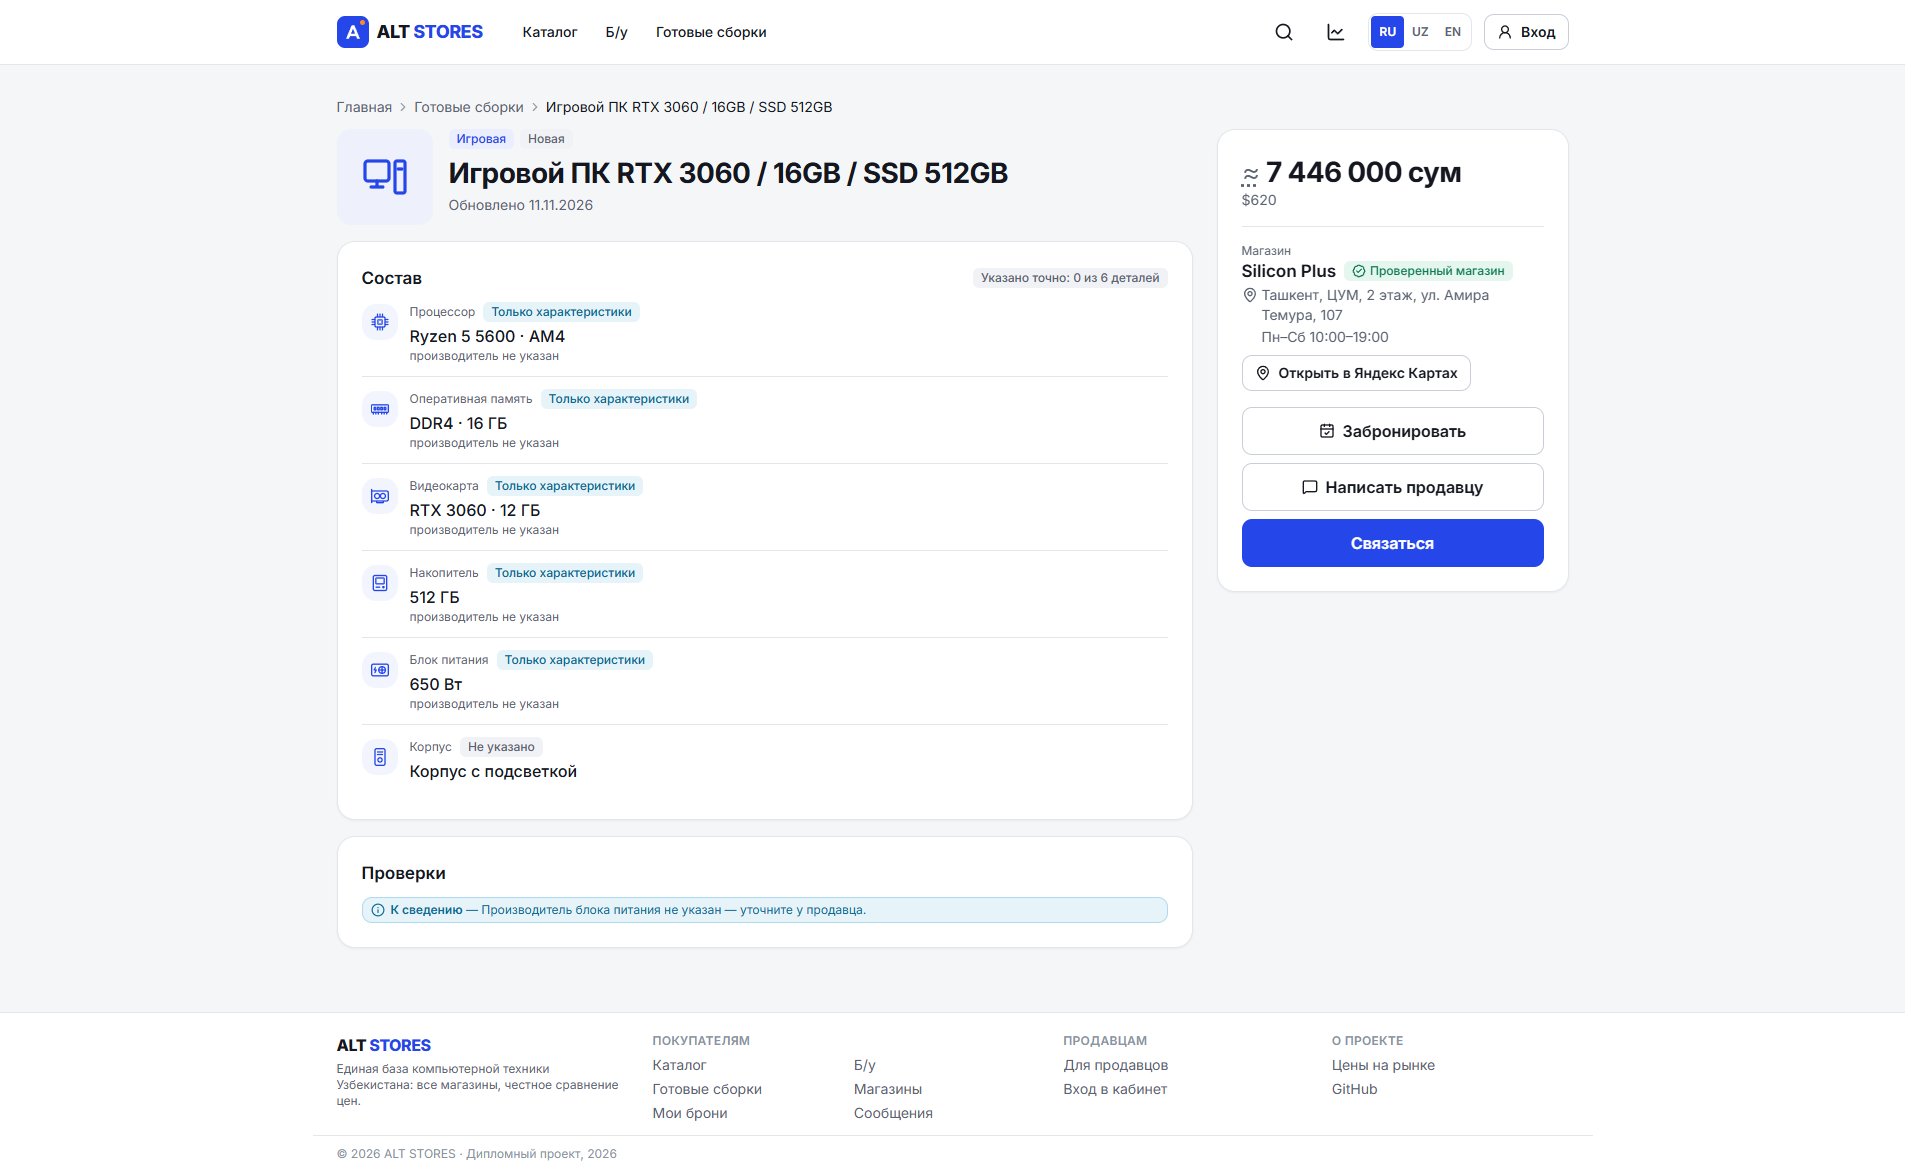 A ALT STORES
Каталог
Б/у
Готовые сборки
RU
UZ
EN
Вход
Главная > Готовые сборки > Игровой ПК RTX 3060 / 16GB / SSD 512GB
Игровая
Новая
Игровой ПК RTX 3060 / 16GB / SSD 512GB
Обновлено 11.11.2026
Состав
Указано точно: 0 из 6 деталей
Процессор
Только характеристики
Ryzen 5 5600 · AM4
производитель не указан
Оперативная память
Только характеристики
DDR4 · 16 ГБ
производитель не указан
Видеокарта
Только характеристики
RTX 3060 · 12 ГБ
производитель не указан
Накопитель
Только характеристики
512 ГБ
производитель не указан
Блок питания
Только характеристики
650 Вт
производитель не указан
Корпус
Не указано
Корпус с подсветкой
Проверки
К сведению — Производитель блока питания не указан — уточните у продавца.
≈ 7 446 000 сум
$620
Магазин
Silicon Plus
Проверенный магазин
Ташкент, ЦУМ, 2 этаж, ул. Амира
Темура, 107
Пн–Сб 10:00–19:00
Открыть в Яндекс Картах
Забронировать
Написать продавцу
Связаться
ALT STORES
Единая база компьютерной техники
Узбекистана: все магазины, честное сравнение
цен.
ПОКУПАТЕЛЯМ
Каталог
Б/у
Готовые сборки
Магазины
Мои брони
Сообщения
ПРОДАВЦАМ
Для продавцов
Вход в кабинет
О ПРОЕКТЕ
Цены на рынке
GitHub
© 2026 ALT STORES · Дипломный проект, 2026